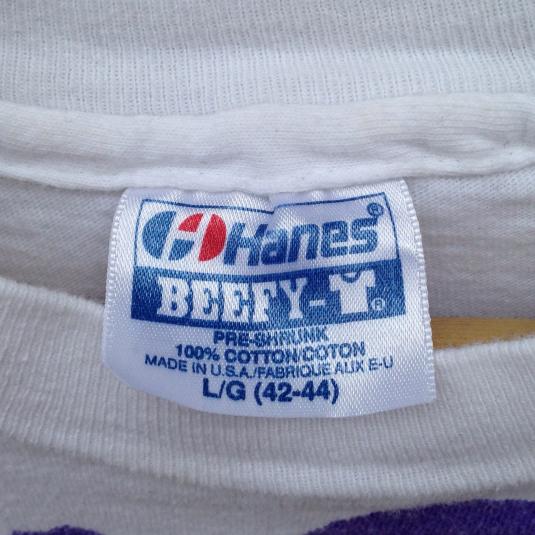 Hanes®
BEEFY-T®
PRE-SHRUNK
100% COTTON/COTON
MADE IN U.S.A./FABRIQUE AUX E-U
L/G (42-44)